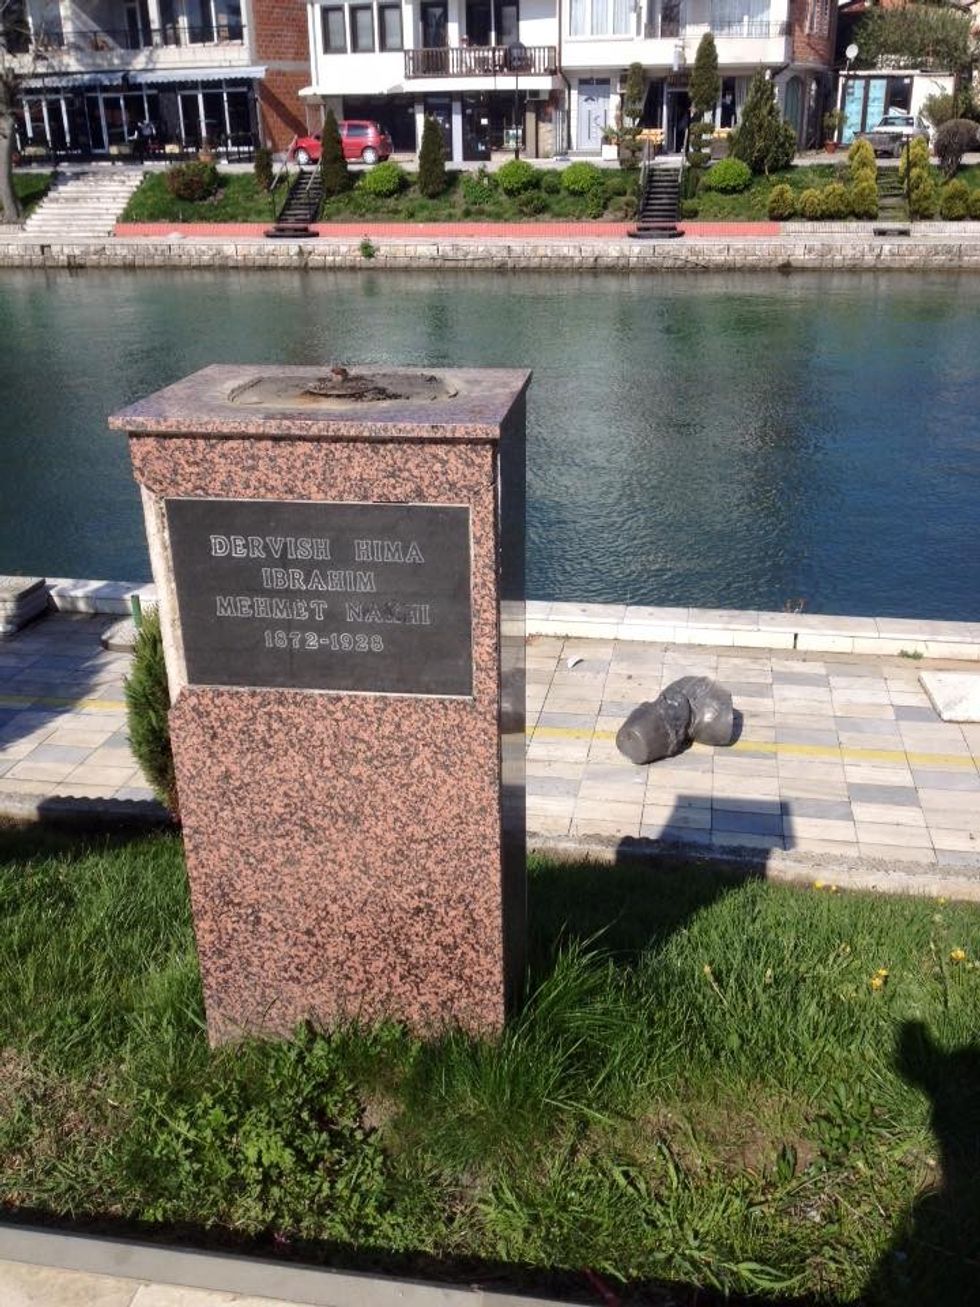 DERVISH HIMA
IBRAHIM
MEHMET NAXHI
1872-1928